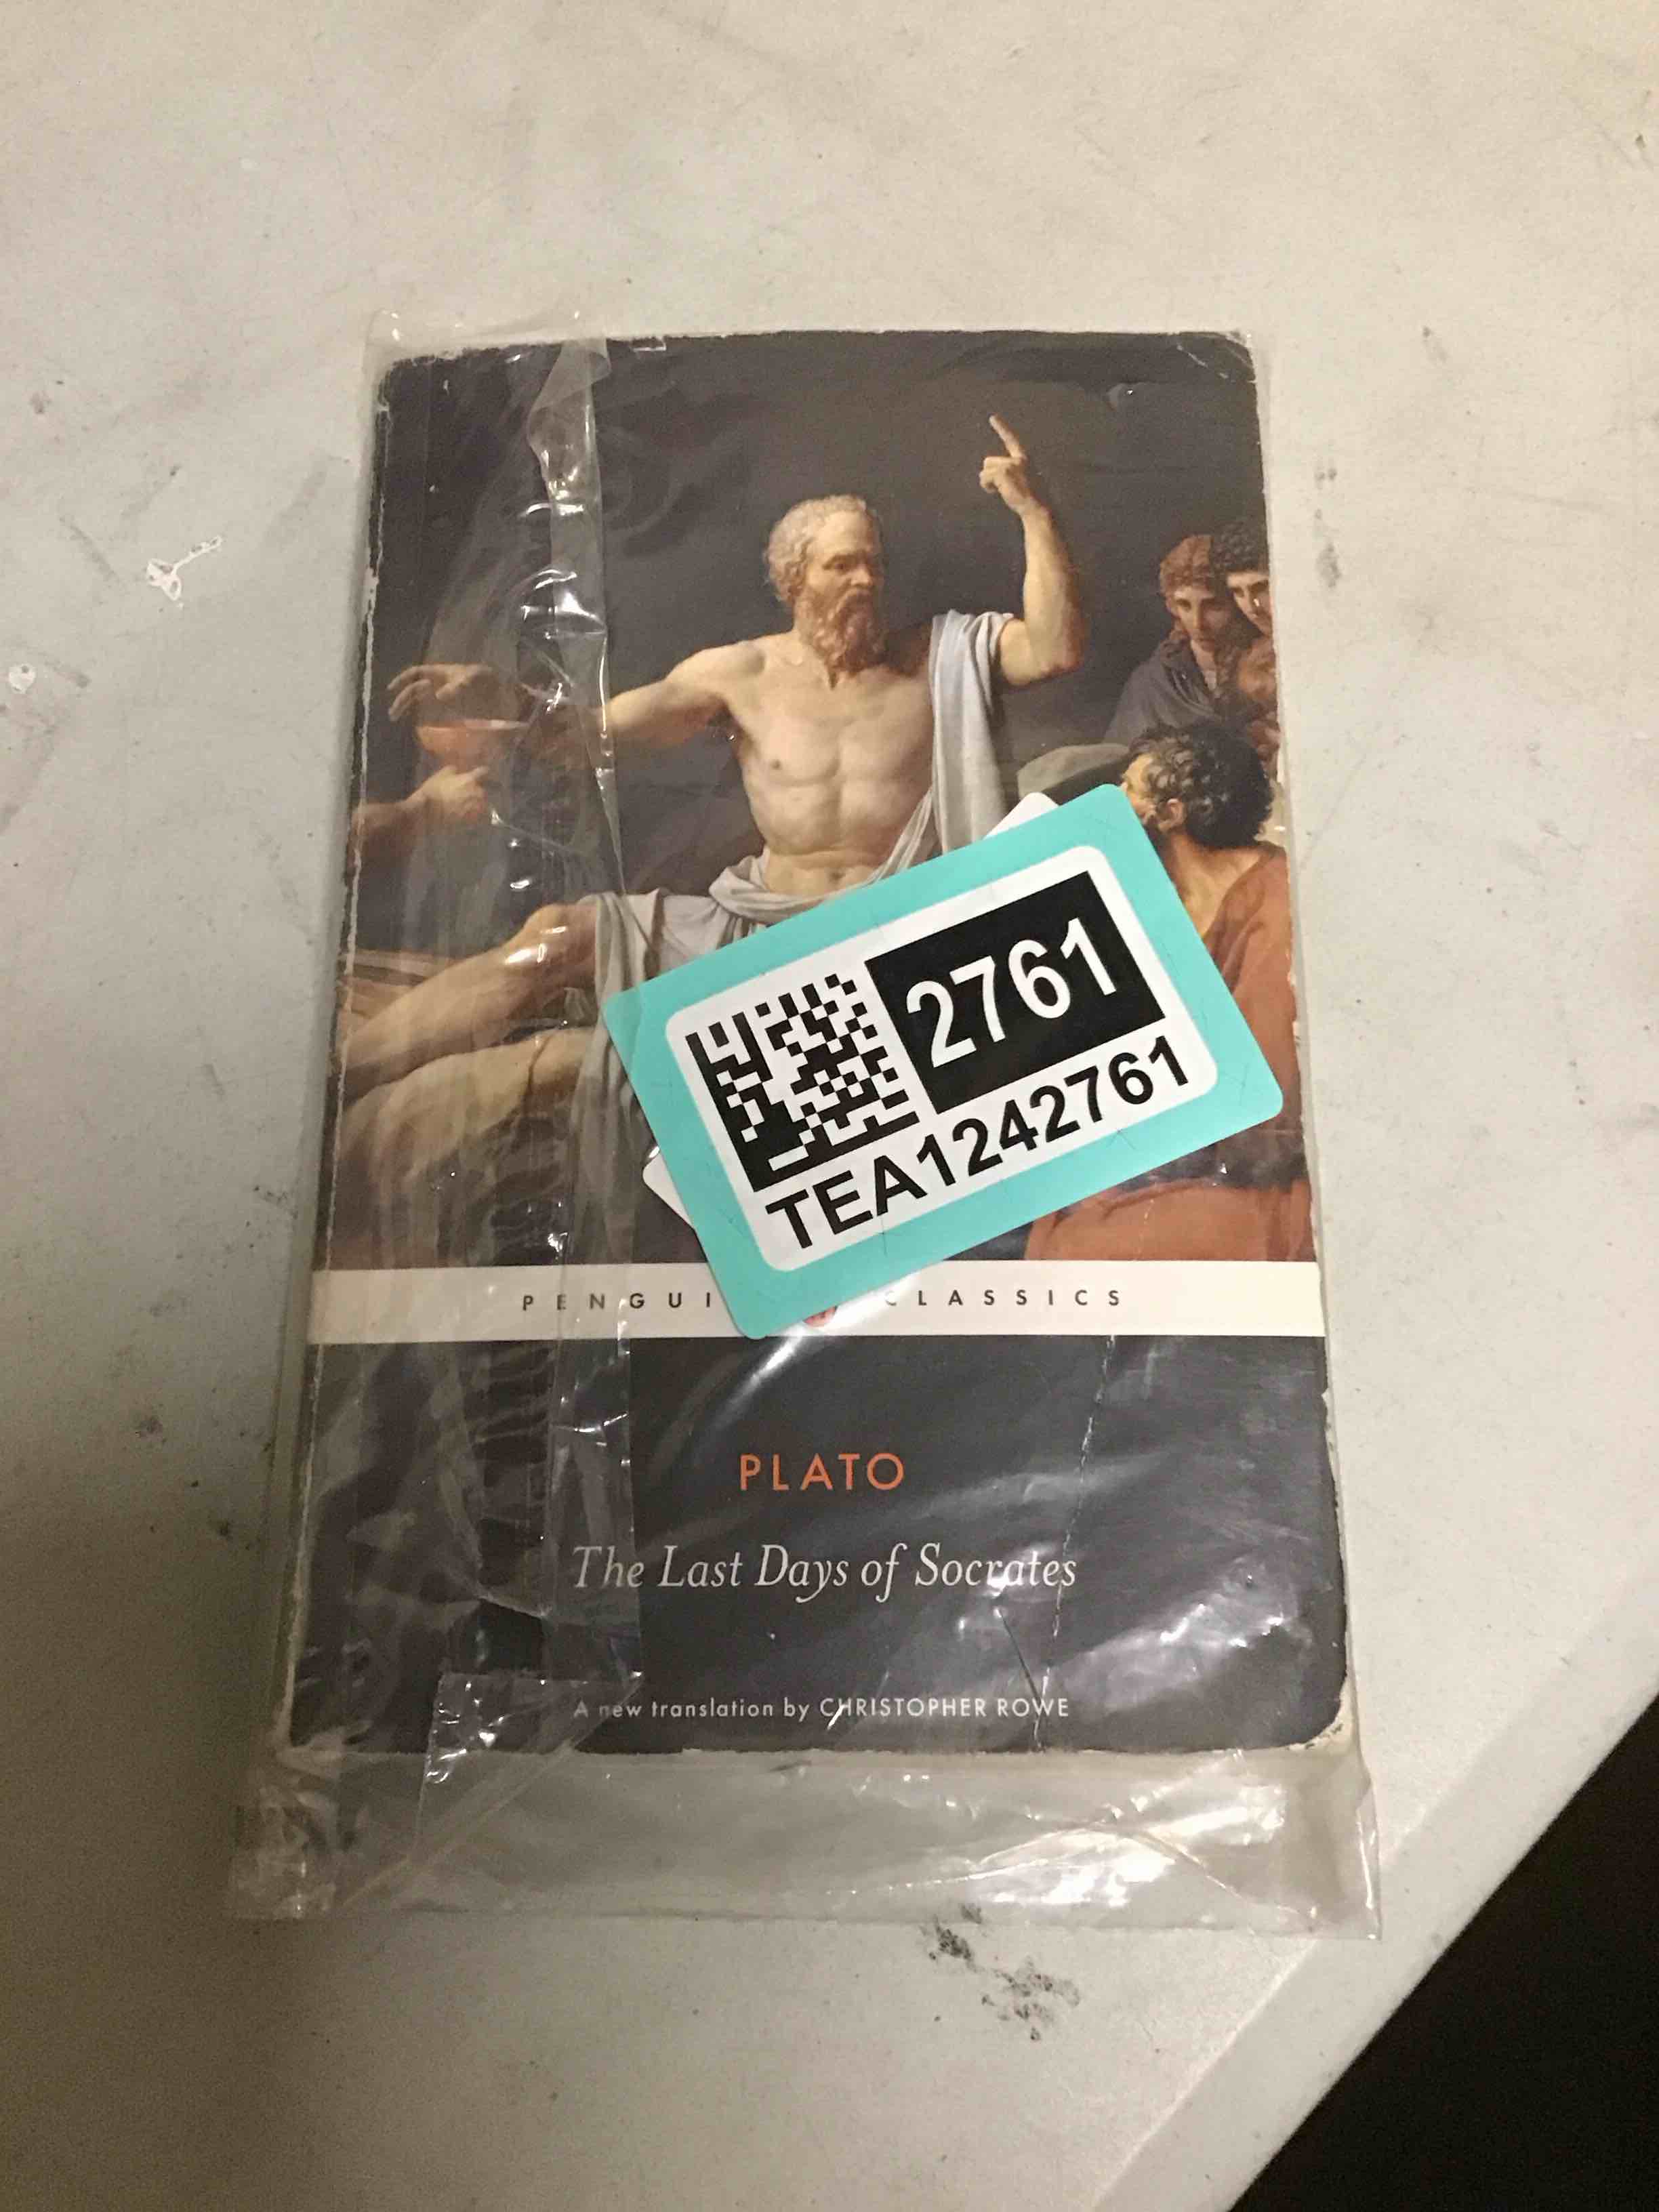 2761
TEA1242761
PENGUI CLASSICS
PLATO
The Last Days of Socrates
A new translation by CHRISTOPHER ROWE